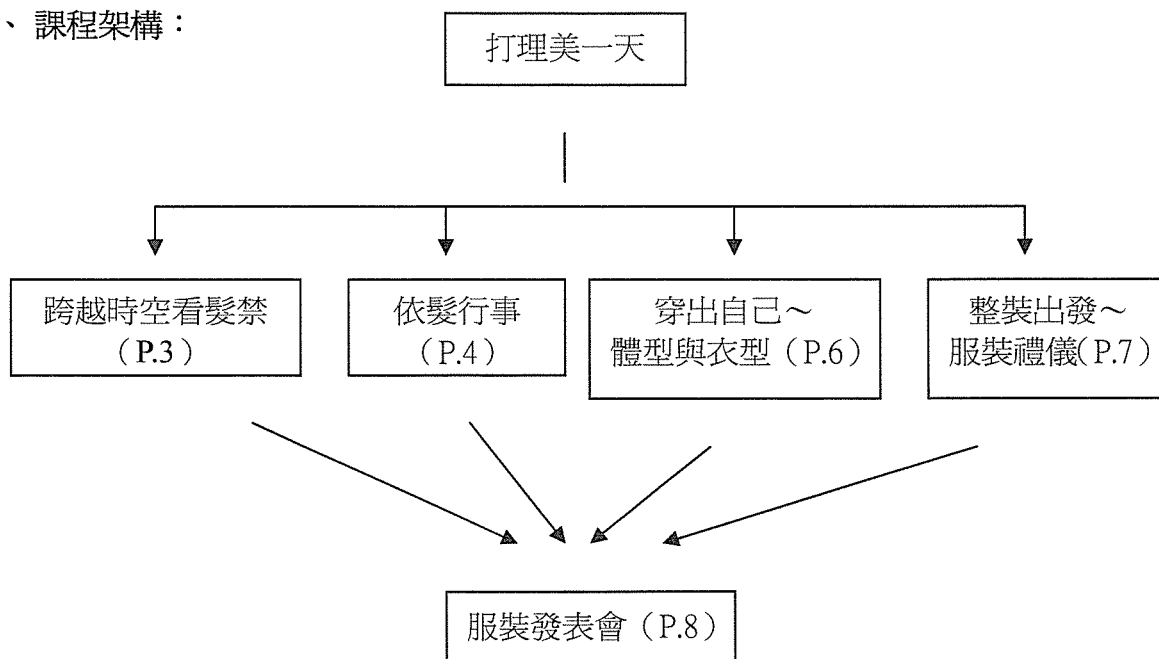 、課程架構：
打理美一天
跨越時空看髮禁
（P.3）
依髮行事
（P.4）
穿出自己～
體型與衣型（P.6）
整裝出發～
服裝禮儀(P.7)
服裝發表會（P.8）